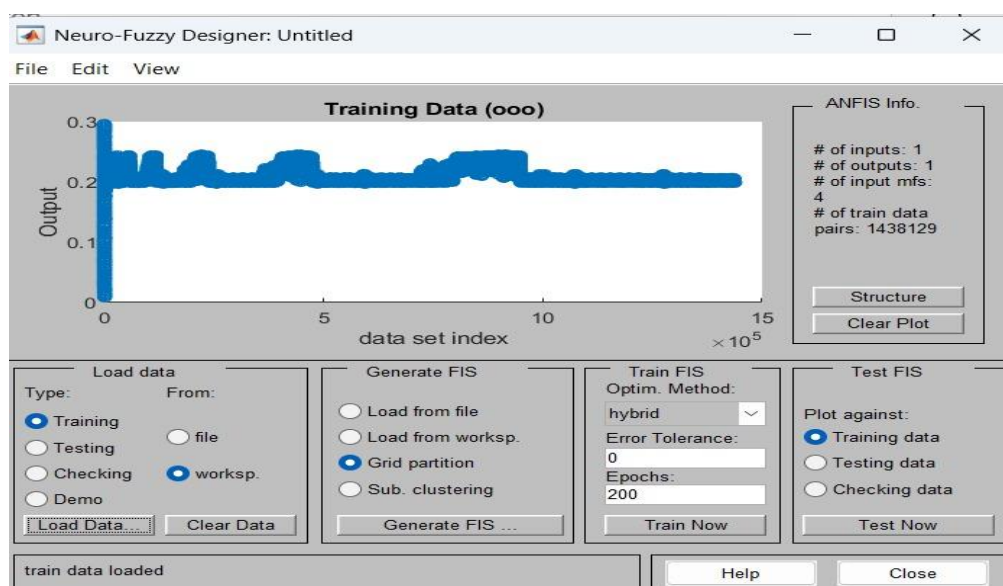 Neuro-Fuzzy Designer: Untitled
File Edit View
Training Data (ooo)
0.3
0.2
0.1
0
Output
0 5 10 15
data set index
×10^5
ANFIS Info.
# of inputs: 1
# of outputs: 1
# of input mfs:
4
# of train data
pairs: 1438129
Structure
Clear Plot
Load data
Type: From:
Training
Testing
Checking
Demo
file
worksp.
Load Data... Clear Data
Generate FIS
Load from file
Load from worksp.
Grid partition
Sub. clustering
Generate FIS ...
Train FIS
Optim. Method:
hybrid
Error Tolerance:
0
Epochs:
200
Train Now
Test FIS
Plot against:
Training data
Testing data
Checking data
Test Now
train data loaded
Help Close